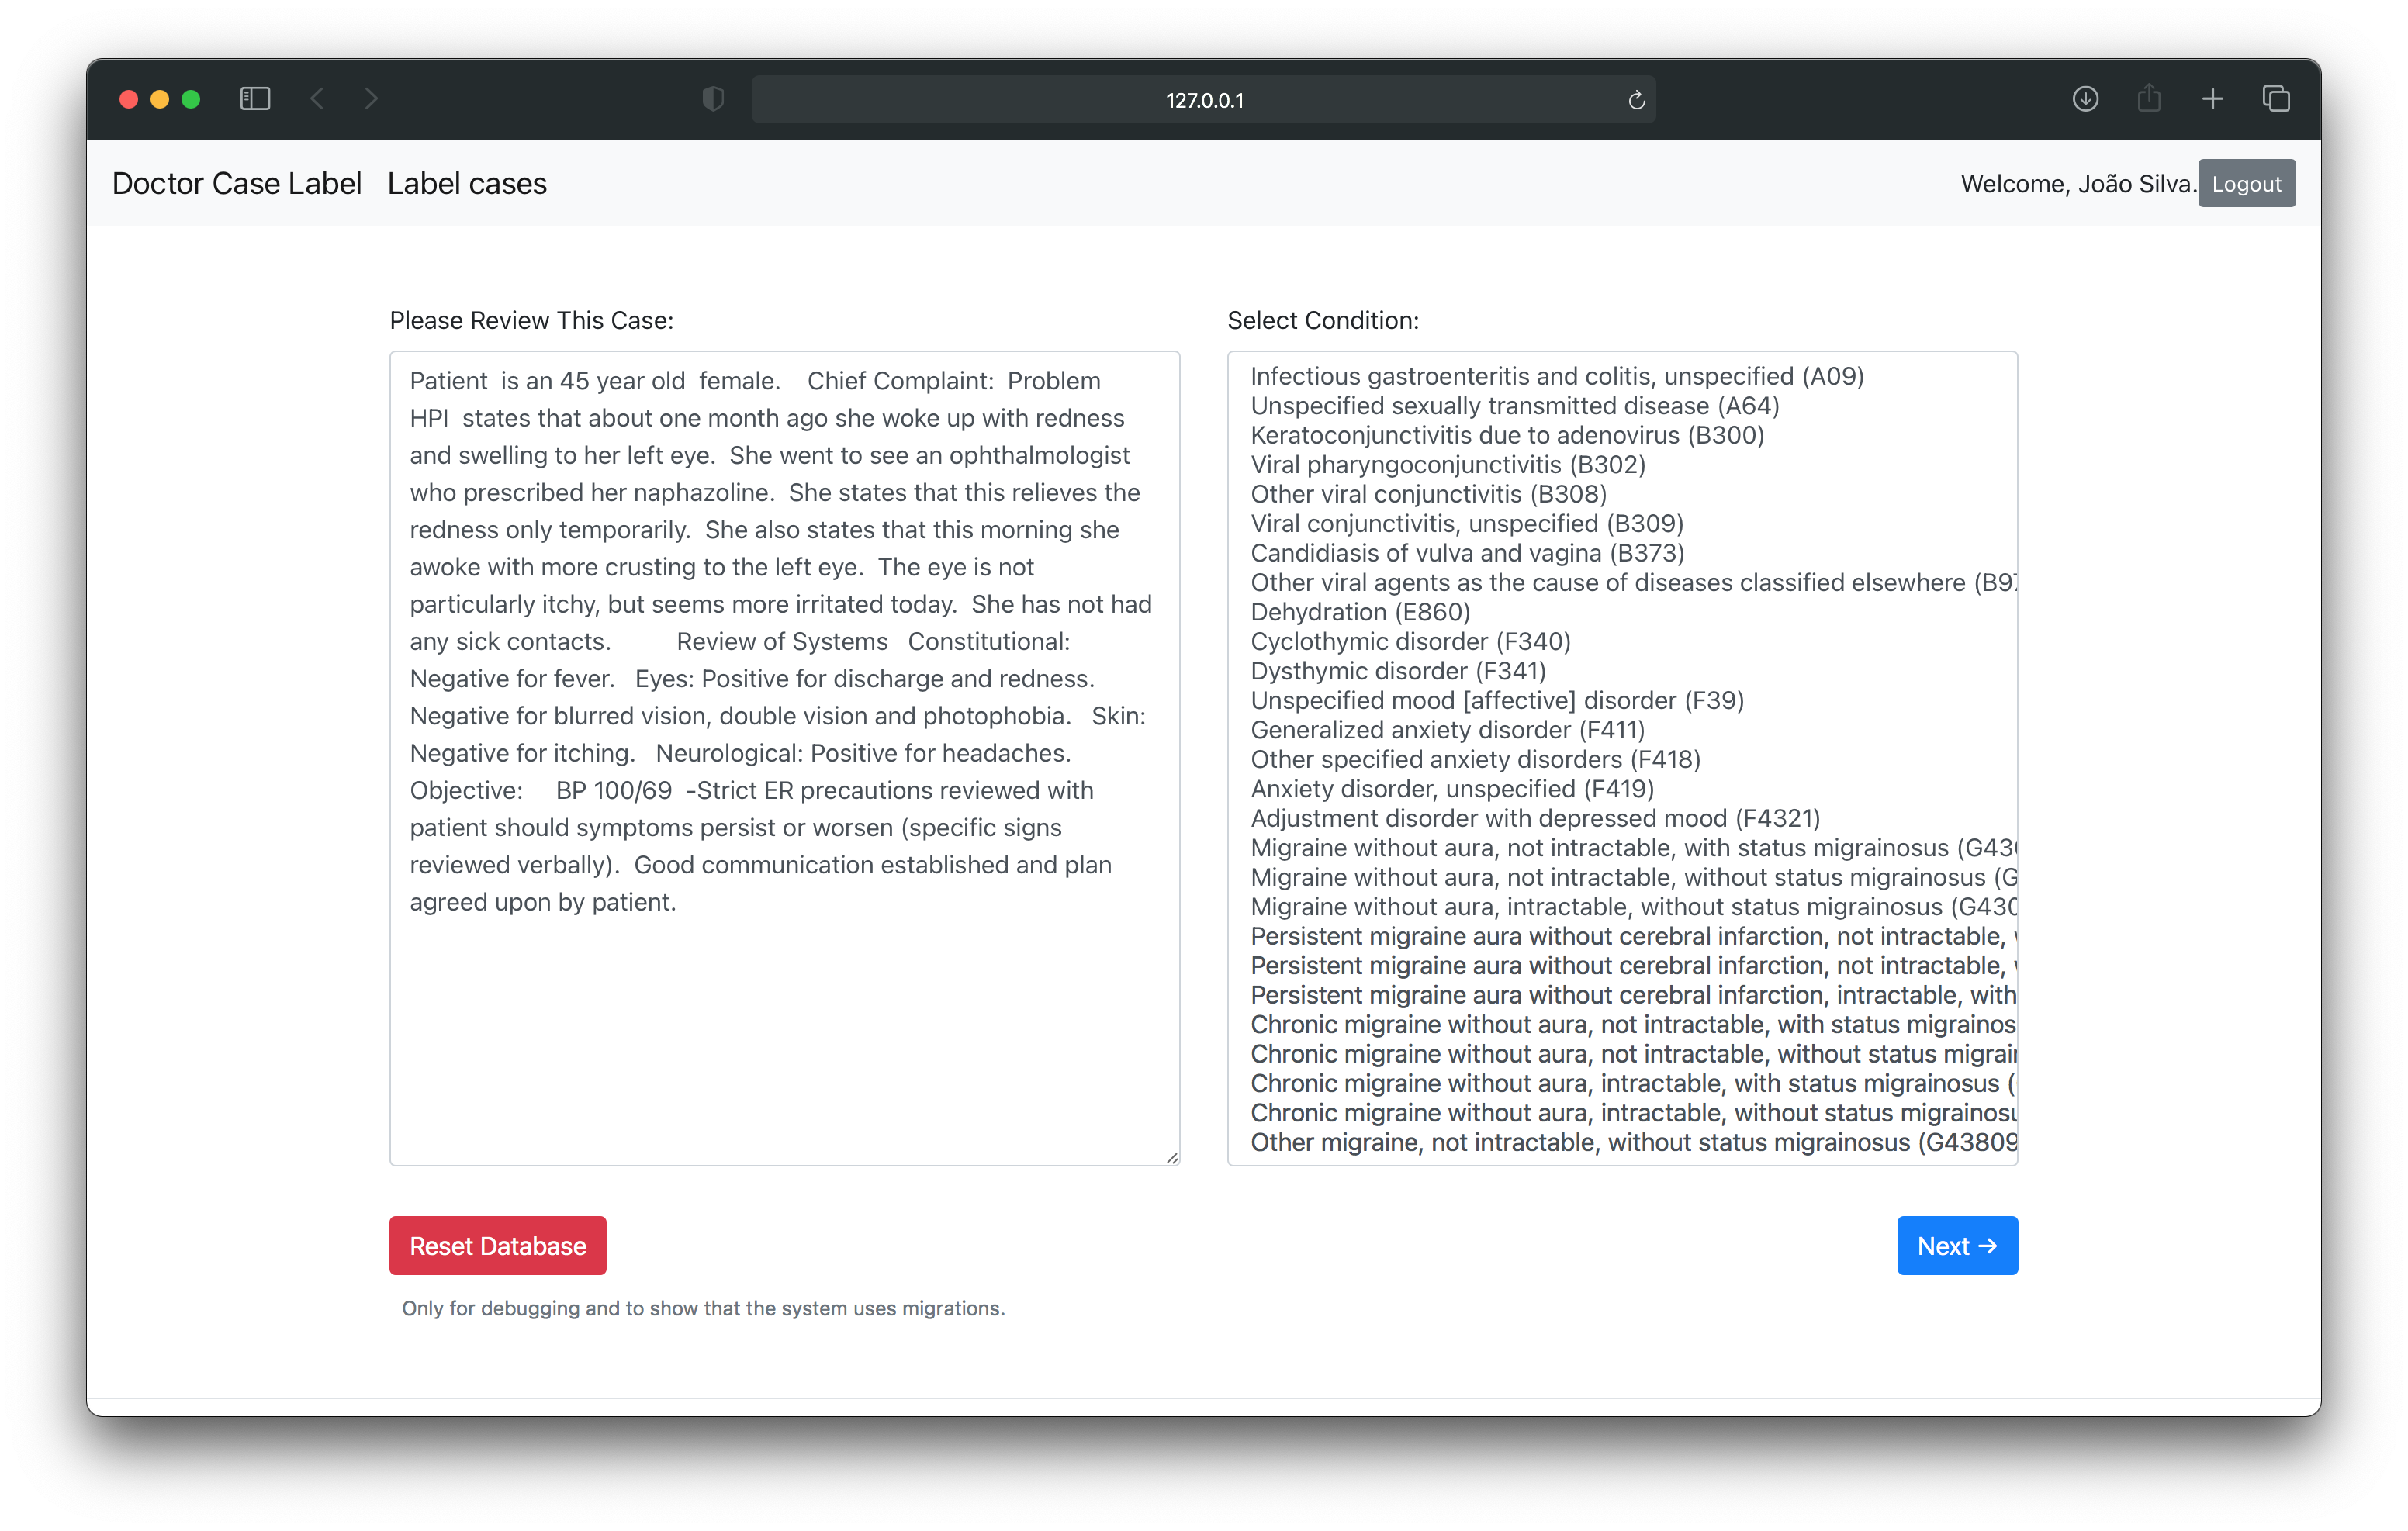 127.0.0.1
Doctor Case Label Label cases Welcome, João Silva. Logout
Please Review This Case:
Patient is an 45 year old female. Chief Complaint: Problem
HPI states that about one month ago she woke up with redness
and swelling to her left eye. She went to see an ophthalmologist
who prescribed her naphazoline. She states that this relieves the
redness only temporarily. She also states that this morning she
awoke with more crusting to the left eye. The eye is not
particularly itchy, but seems more irritated today. She has not had
any sick contacts. Review of Systems Constitutional:
Negative for fever. Eyes: Positive for discharge and redness.
Negative for blurred vision, double vision and photophobia. Skin:
Negative for itching. Neurological: Positive for headaches.
Objective: BP 100/69 -Strict ER precautions reviewed with
patient should symptoms persist or worsen (specific signs
reviewed verbally). Good communication established and plan
agreed upon by patient.
Select Condition:
Infectious gastroenteritis and colitis, unspecified (A09)
Unspecified sexually transmitted disease (A64)
Keratoconjunctivitis due to adenovirus (B300)
Viral pharyngoconjunctivitis (B302)
Other viral conjunctivitis (B308)
Viral conjunctivitis, unspecified (B309)
Candidiasis of vulva and vagina (B373)
Other viral agents as the cause of diseases classified elsewhere
Dehydration (E860)
Cyclothymic disorder (F340)
Dysthymic disorder (F341)
Unspecified mood [affective] disorder (F39)
Generalized anxiety disorder (F411)
Other specified anxiety disorders (F418)
Anxiety disorder, unspecified (F419)
Adjustment disorder with depressed mood (F4321)
Migraine without aura, not intractable, with status migrainosus
Migraine without aura, not intractable, without status migrainosus
Migraine without aura, intractable, without status migrainosus
Persistent migraine aura without cerebral infarction, not intractable,
Persistent migraine aura without cerebral infarction, not intractable,
Persistent migraine aura without cerebral infarction, intractable, with
Chronic migraine without aura, not intractable, with status migrainos
Chronic migraine without aura, not intractable, without status
Chronic migraine without aura, intractable, with status migrainosus (
Chronic migraine without aura, intractable, without status
Other migraine, not intractable, without status migrainosus (G43809
Reset Database
Next →
Only for debugging and to show that the system uses migrations.